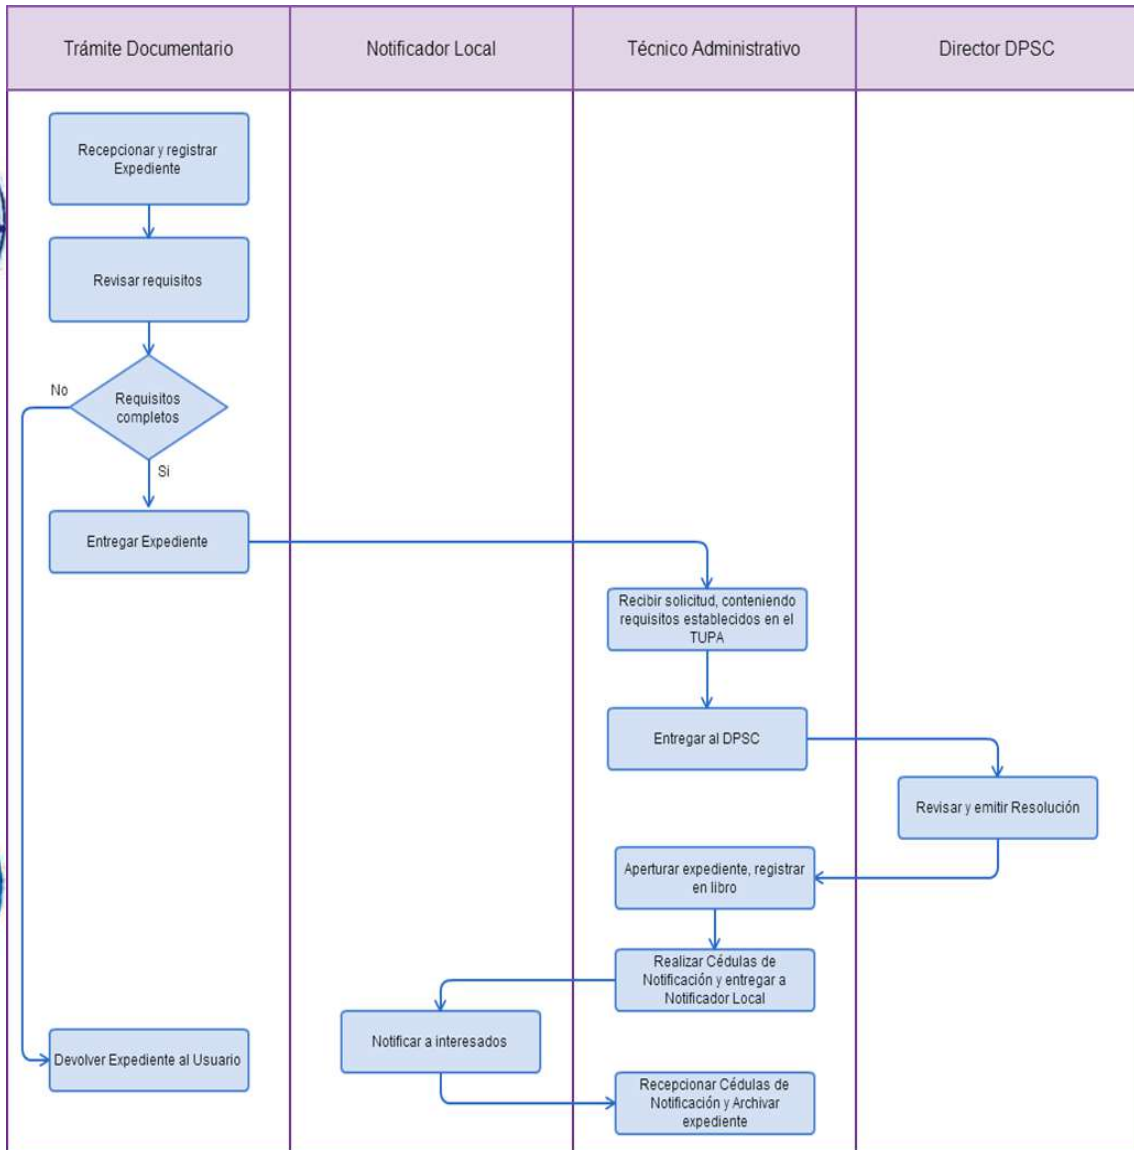 Trámite Documentario
Notificador Local
Técnico Administrativo
Director DPSC
Recepcionar y registrar
Expediente
Revisar requisitos
No
Requisitos
completos
Si
Entregar Expediente
Recibir solicitud, conteniendo
requisitos establecidos en el
TUPA
Entregar al DPSC
Revisar y emitir Resolución
Aperturar expediente, registrar
en libro
Realizar Cédulas de
Notificación y entregar a
Notificador Local
Notificar a interesados
Devolver Expediente al Usuario
Recepcionar Cédulas de
Notificación y Archivar
expediente